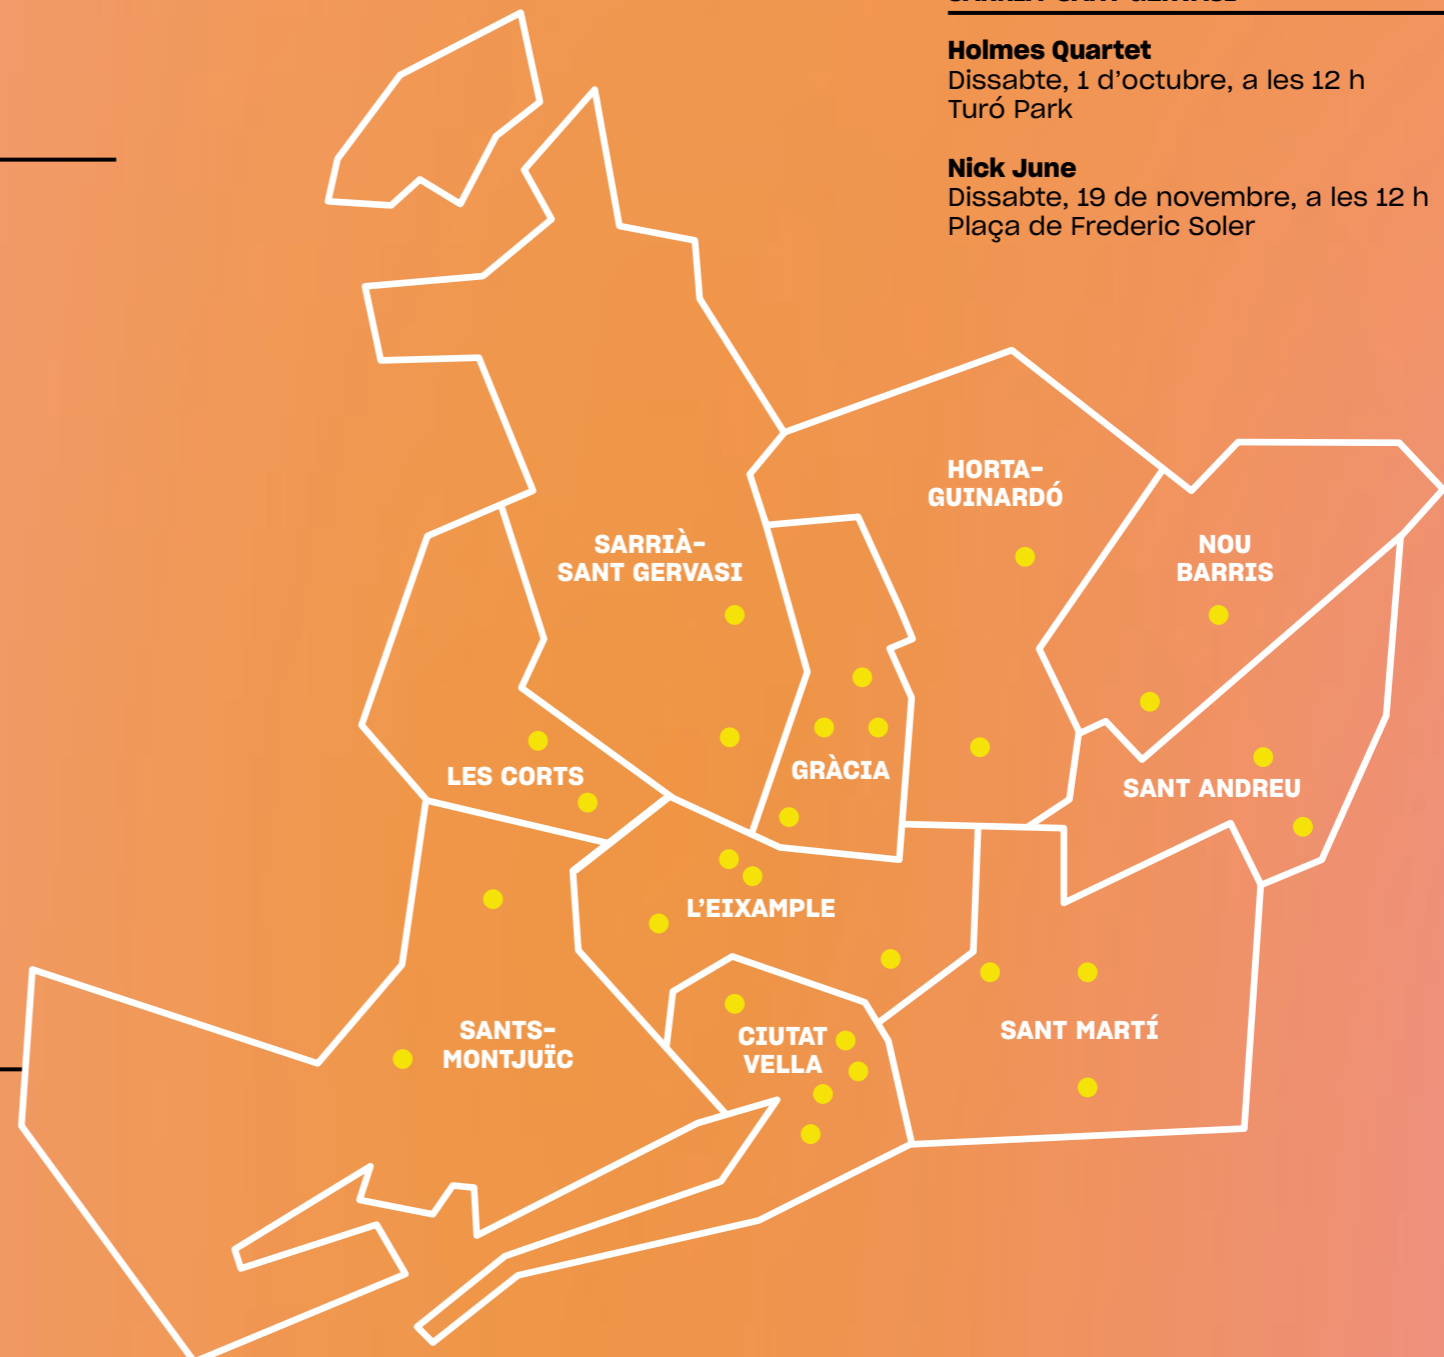 Holmes Quartet
Dissabte, 1 d’octubre, a les 12 h
Turó Park
Nick June
Dissabte, 19 de novembre, a les 12 h
Plaça de Frederic Soler
HORTA-
GUINARDÓ
SARRIÀ-
SANT GERVASI
NOU
BARRIS
LES CORTS
GRÀCIA
SANT ANDREU
L’EIXAMPLE
SANTS-
MONTJUÏC
CIUTAT
VELLA
SANT MARTÍ